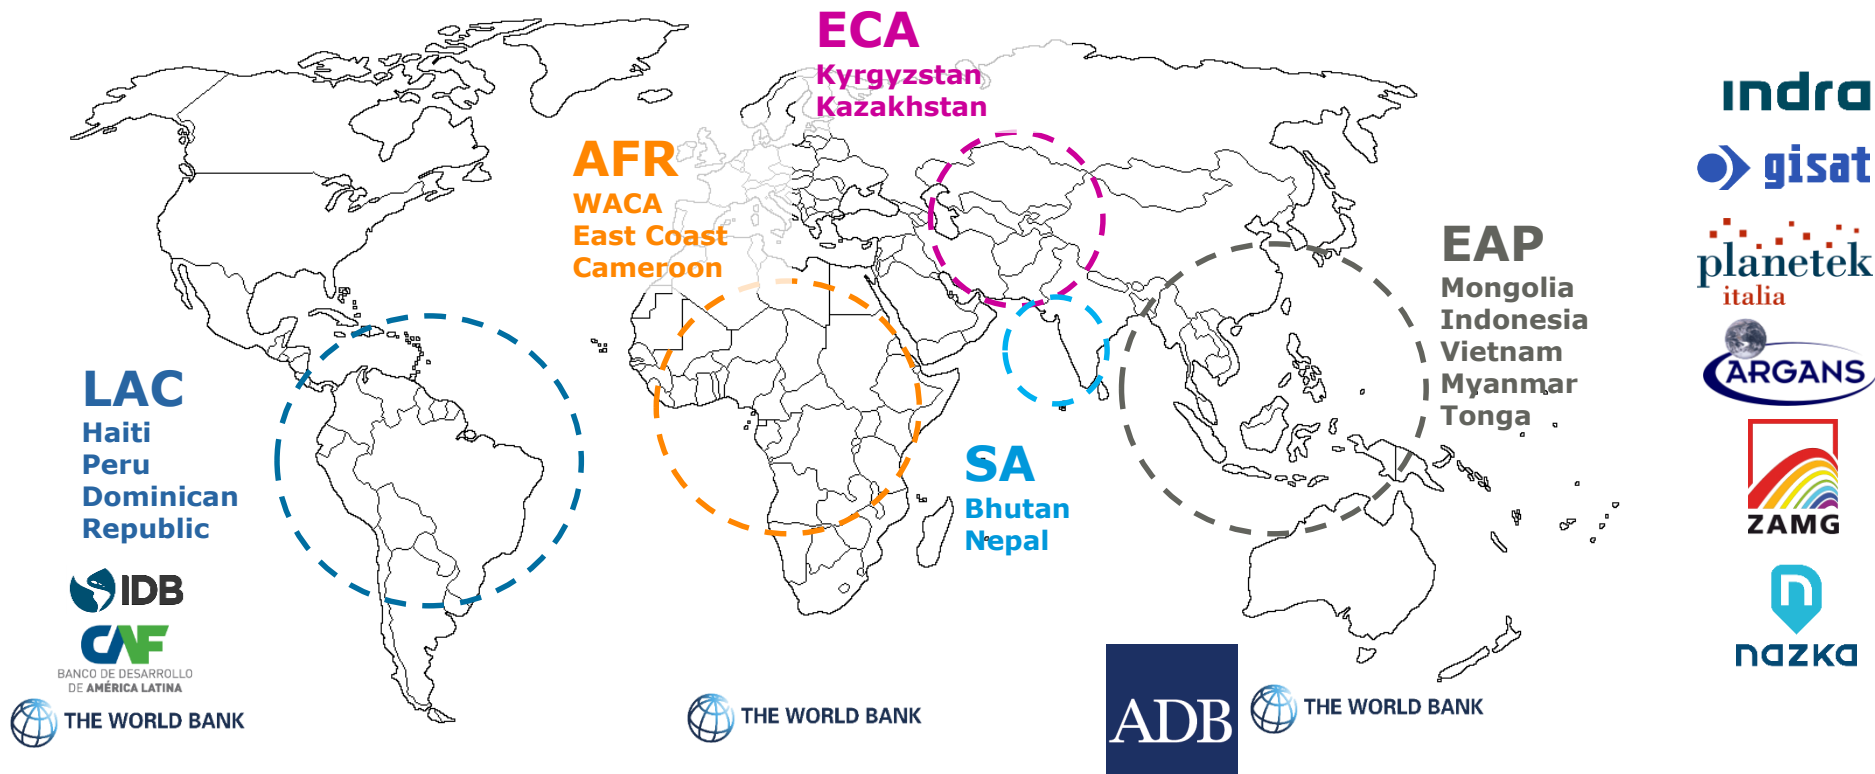 ECA
Kyrgyzstan
Kazakhstan
AFR
WACA
East Coast
Cameroon
EAP
Mongolia
Indonesia
Vietnam
Myanmar
Tonga
LAC
Haiti
Peru
Dominican
Republic
SA
Bhutan
Nepal
IDB
CAF
BANCO DE DESARROLLO
DE AMÉRICA LATINA
THE WORLD BANK
THE WORLD BANK
ADB
THE WORLD BANK
indra
gisat
planetek
italia
ARGANS
ZAMG
n
nazka